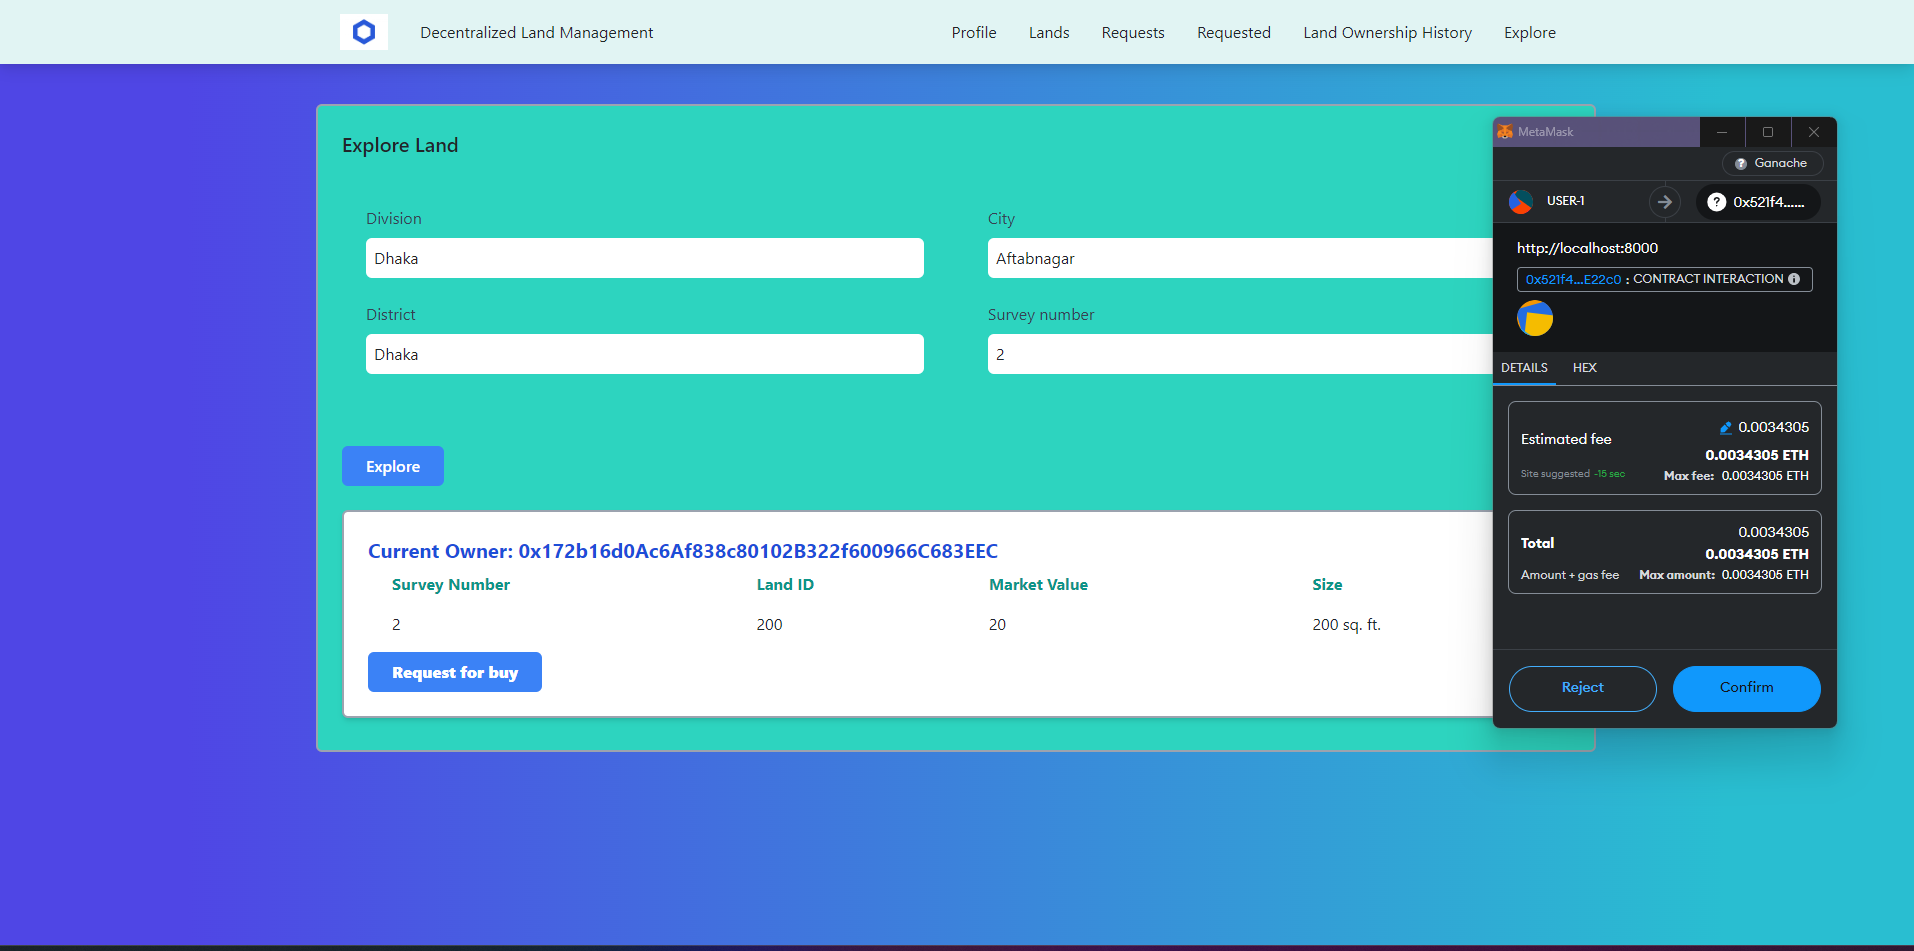 Decentralized Land Management
Profile Lands Requests Requested Land Ownership History Explore
Explore Land
Division
Dhaka
City
Aftabnagar
District
Dhaka
Survey number
2
Explore
Current Owner: 0x172b16d0Ac6Af838c80102B322f600966C683EEC
Survey Number Land ID Market Value Size
2 200 20 200 sq. ft.
Request for buy
MetaMask
Ganache
USER-1
0x521f4......
http://localhost:8000
0x521f4...E22c0 : CONTRACT INTERACTION
DETAILS HEX
Estimated fee
0.0034305
0.0034305 ETH
Site suggested ~15 sec
Max fee: 0.0034305 ETH
Total
0.0034305
0.0034305 ETH
Amount + gas fee
Max amount: 0.0034305 ETH
Reject Confirm